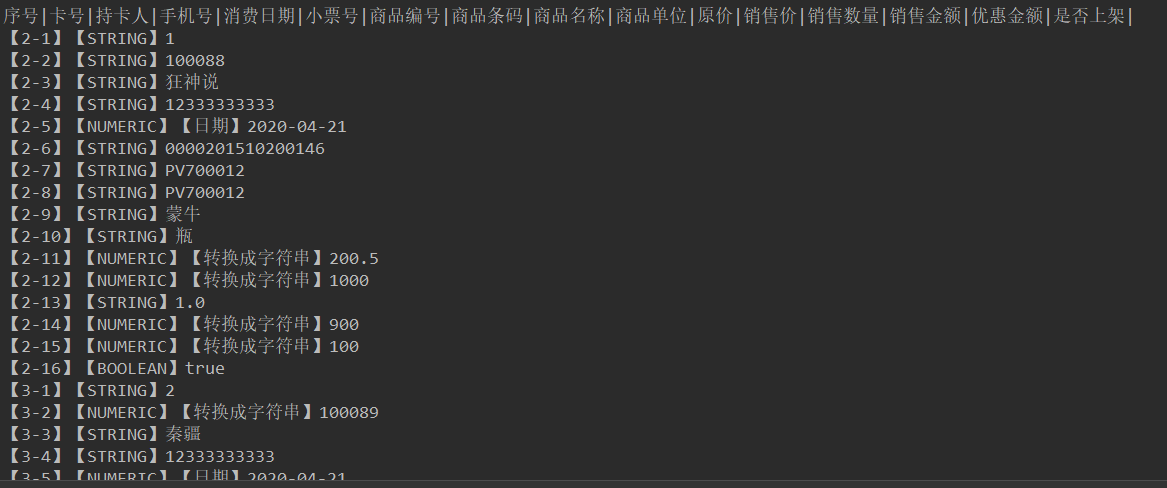 序号|卡号|持卡人|手机号|消费日期|小票号|商品编号|商品条码|商品名称|商品单位|原价|销售价|销售数量|销售金额|优惠金额|是否上架|
【2-1】【STRING】1
【2-2】【STRING】100088
【2-3】【STRING】狂神说
【2-4】【STRING】12333333333
【2-5】【NUMERIC】【日期】2020-04-21
【2-6】【STRING】0000201510200146
【2-7】【STRING】PV700012
【2-8】【STRING】PV700012
【2-9】【STRING】蒙牛
【2-10】【STRING】瓶
【2-11】【NUMERIC】【转换成字符串】200.5
【2-12】【NUMERIC】【转换成字符串】1000
【2-13】【STRING】1.0
【2-14】【NUMERIC】【转换成字符串】900
【2-15】【NUMERIC】【转换成字符串】100
【2-16】【BOOLEAN】true
【3-1】【STRING】2
【3-2】【NUMERIC】【转换成字符串】100089
【3-3】【STRING】秦疆
【3-4】【STRING】12333333333
【3-5】【NUMERIC】【日期】2020-04-21